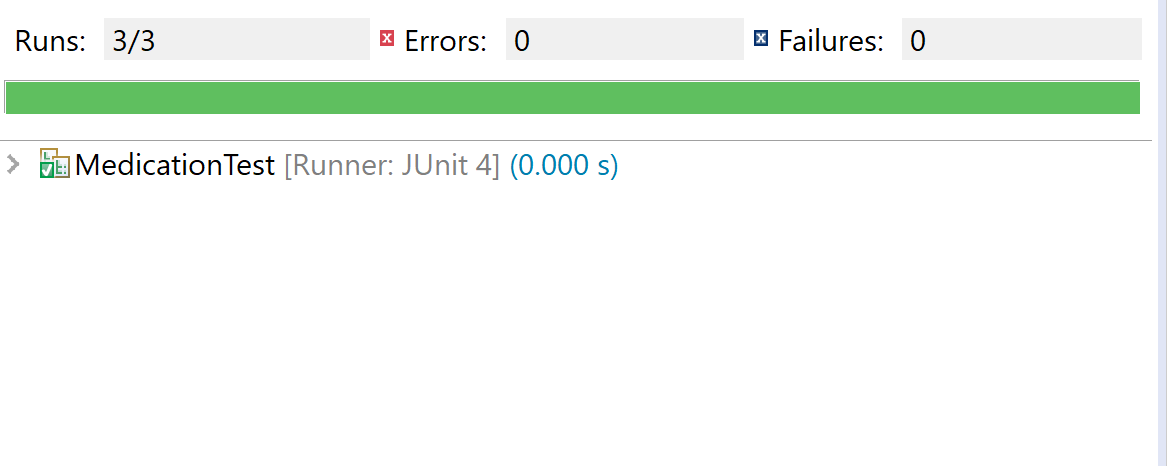 Runs: 3/3 Errors: 0 Failures: 0
MedicationTest [Runner: JUnit 4] (0.000 s)